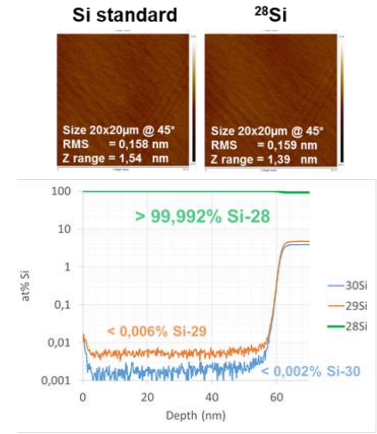 Si standard
²⁸Si
Size 20x20µm @ 45°
RMS = 0,158 nm
Z range = 1,54 nm
Size 20x20µm @ 45°
RMS = 0,159 nm
Z range = 1,39 nm
100
10
1
0,1
0,01
0,001
at% Si
> 99,992% Si-28
< 0,006% Si-29
< 0,002% Si-30
30Si
29Si
28Si
0
20
40
60
Depth (nm)